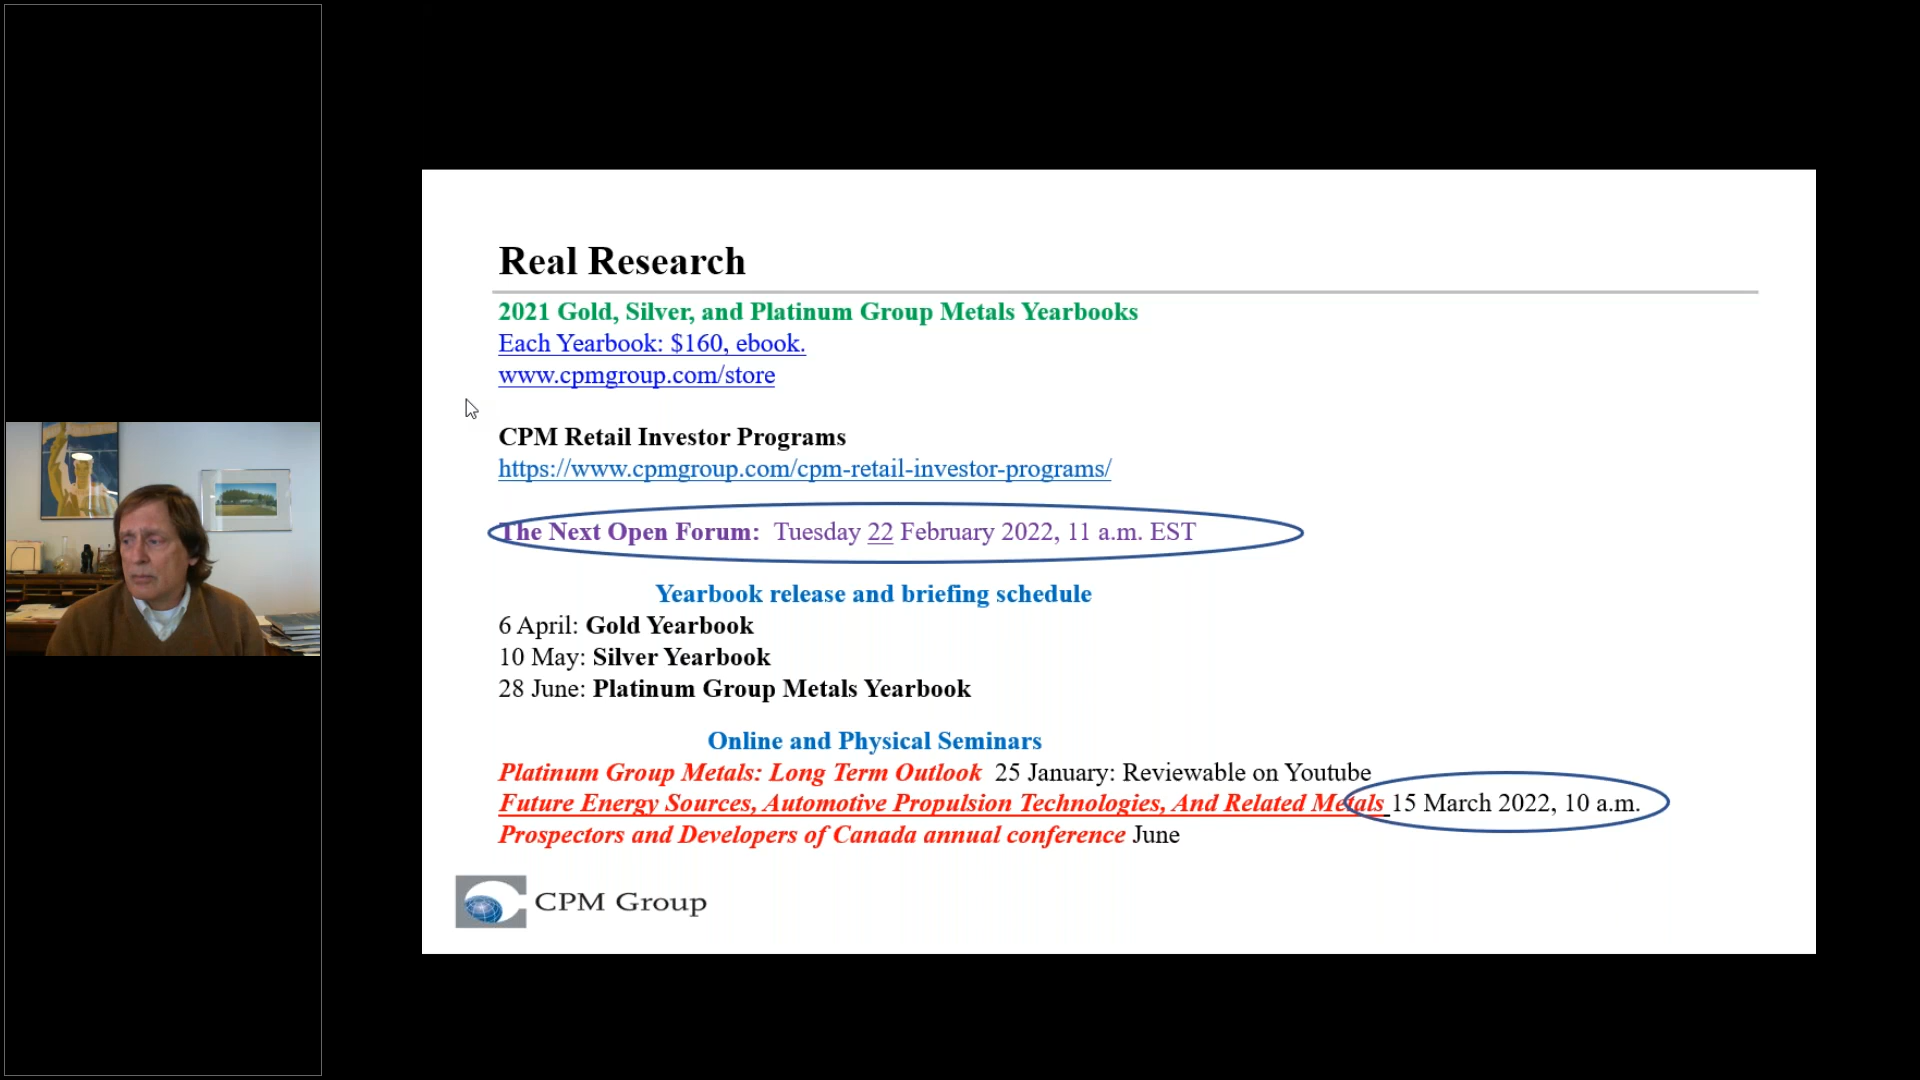 Real Research
2021 Gold, Silver, and Platinum Group Metals Yearbooks
Each Yearbook: $160, ebook.
www.cpmgroup.com/store
CPM Retail Investor Programs
https://www.cpmgroup.com/cpm-retail-investor-programs/
The Next Open Forum: Tuesday 22 February 2022, 11 a.m. EST
Yearbook release and briefing schedule
6 April: Gold Yearbook
10 May: Silver Yearbook
28 June: Platinum Group Metals Yearbook
Online and Physical Seminars
Platinum Group Metals: Long Term Outlook 25 January: Reviewable on Youtube
Future Energy Sources, Automotive Propulsion Technologies, And Related Metals 15 March 2022, 10 a.m.
Prospectors and Developers of Canada annual conference June
CPM Group